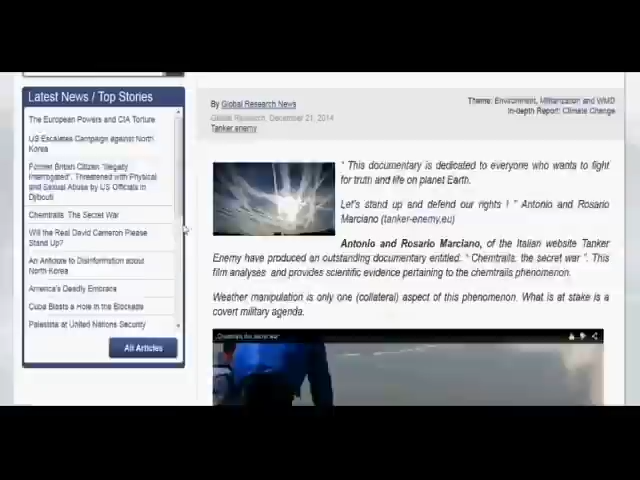 Latest News / Top Stories
The European Powers and CIA Torture
US Escalates Campaign against North
Korea
Former British Citizen "Illegally
Interrogated", Threatened with Physical
and Sexual Abuse by US Officials in
Djibouti
Chemtrails: The Secret War
Will the Real David Cameron Please
Stand Up?
An Antidote to Disinformation about
North Korea
America's Deadly Embrace
Cuba Blasts a Hole in the Blockade
Palestine at United Nations Security
All Articles
By Global Research News
Global Research, December 21, 2014
Tanker enemy
Theme: Environment, Militarization and WMD
In-depth Report: Climate Change
" This documentary is dedicated to everyone who wants to fight
for truth and life on planet Earth.
Let's stand up and defend our rights ! " Antonio and Rosario
Marciano (tanker-enemy.eu)
Antonio and Rosario Marciano, of the Italian website Tanker
Enemy have produced an outstanding documentary entitled. " Chemtrails, the secret war ". This
film analyses and provides scientific evidence pertaining to the chemtrails phenomenon.
Weather manipulation is only one (collateral) aspect of this phenomenon. What is at stake is a
covert military agenda.
"Chemtrails the secret war"